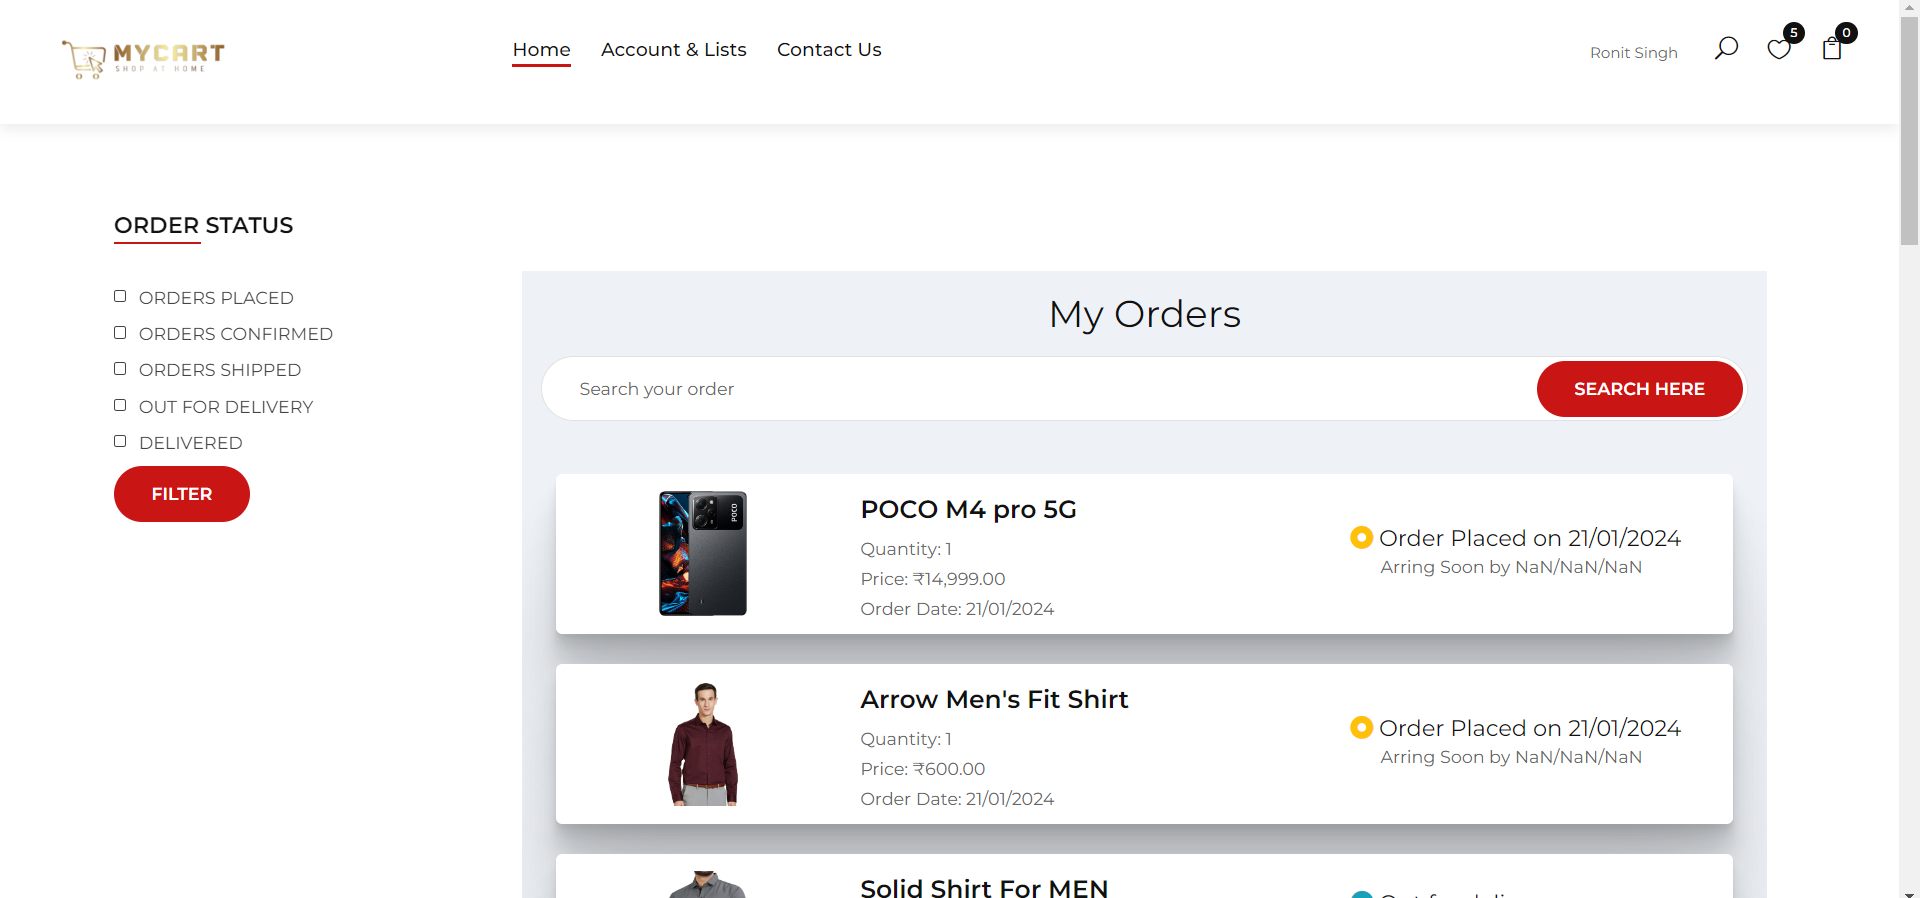 MYCART
SHOP AT HOME
Home
Account & Lists
Contact Us
Ronit Singh
5
0
ORDER STATUS
ORDERS PLACED
ORDERS CONFIRMED
ORDERS SHIPPED
OUT FOR DELIVERY
DELIVERED
FILTER
My Orders
Search your order
SEARCH HERE
POCO
POCO M4 pro 5G
Quantity: 1
Price: ₹14,999.00
Order Date: 21/01/2024
Order Placed on 21/01/2024
Arring Soon by NaN/NaN/NaN
Arrow Men's Fit Shirt
Quantity: 1
Price: ₹600.00
Order Date: 21/01/2024
Order Placed on 21/01/2024
Arring Soon by NaN/NaN/NaN
Solid Shirt For MEN